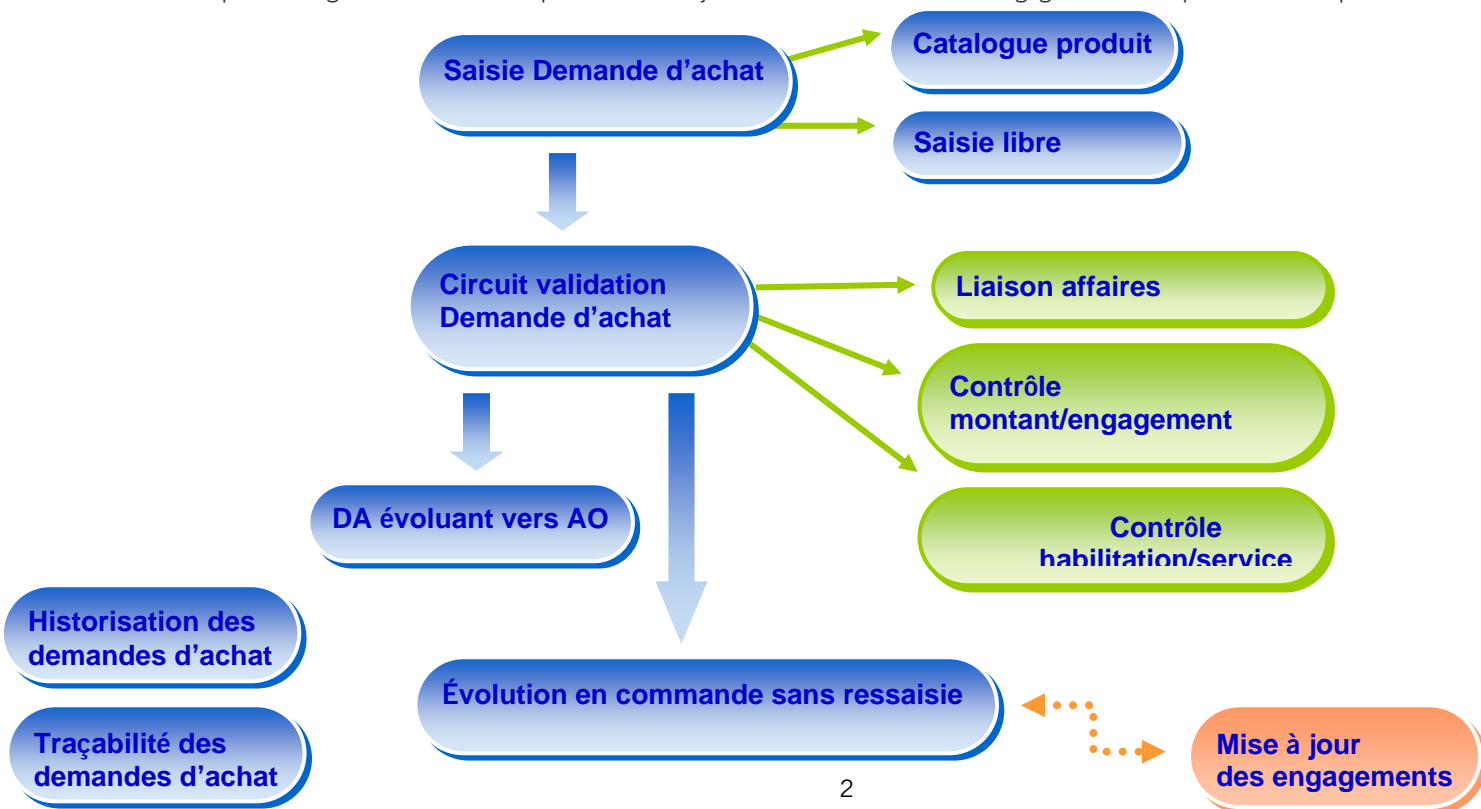 Saisie Demande d’achat
Catalogue produit
Saisie libre
Circuit validation
Demande d’achat
Liaison affaires
Contrôle
montant/engagement
DA évoluant vers AO
Contrôle
habilitation/service
Historisation des
demandes d’achat
Évolution en commande sans ressaisie
Traçabilité des
demandes d’achat
Mise à jour
des engagements
2